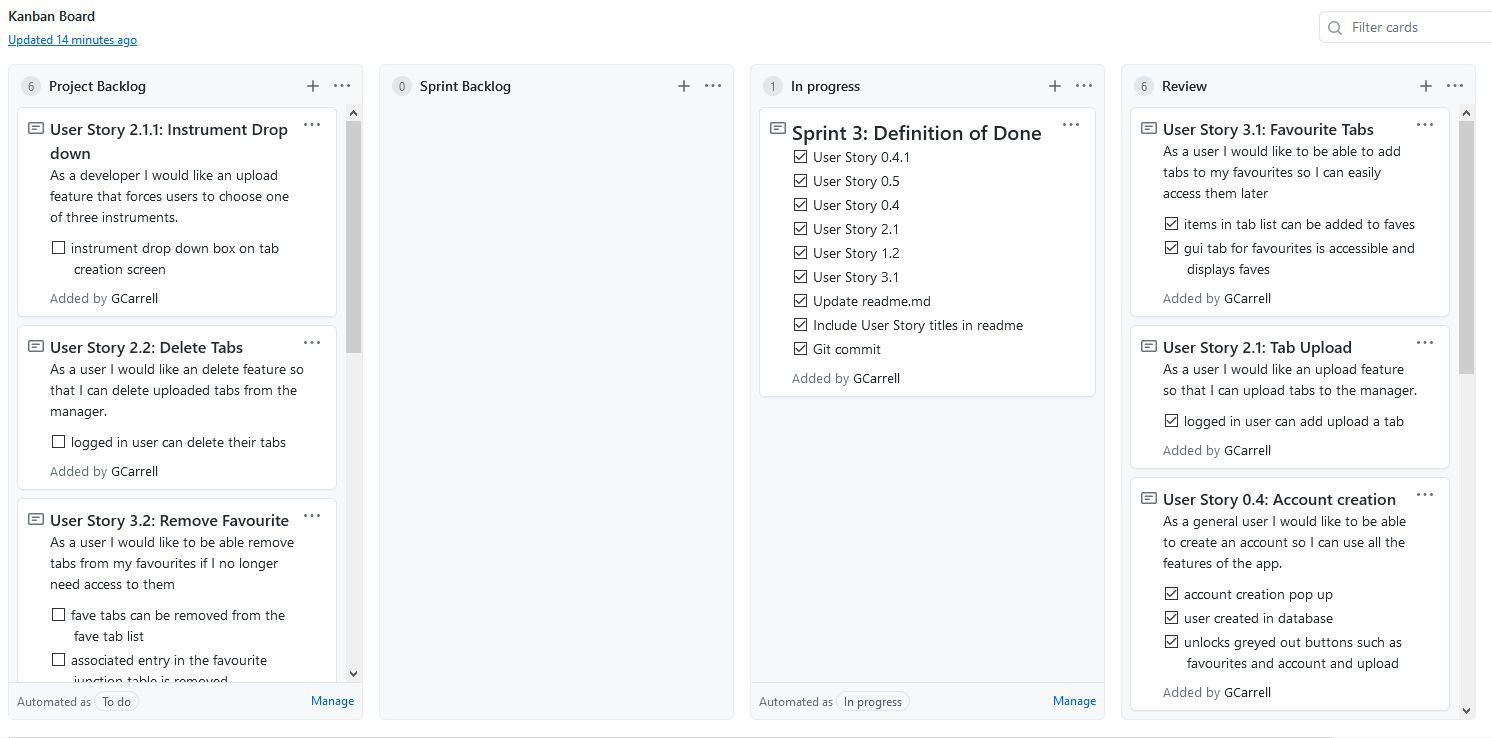 Kanban Board
Updated 14 minutes ago
Filter cards
6 Project Backlog
User Story 2.1.1: Instrument Drop
down
As a developer I would like an upload
feature that forces users to choose one
of three instruments.
instrument drop down box on tab
creation screen
Added by GCarrell
User Story 2.2: Delete Tabs
As a user I would like an delete feature so
that I can delete uploaded tabs from the
manager.
logged in user can delete their tabs
Added by GCarrell
User Story 3.2: Remove Favourite
As a user I would like to be able remove
tabs from my favourites if I no longer
need access to them
fave tabs can be removed from the
fave tab list
associated entry in the favourite
junction table is removed
Automated as To do
Manage
0 Sprint Backlog
1 In progress
Sprint 3: Definition of Done
User Story 0.4.1
User Story 0.5
User Story 0.4
User Story 2.1
User Story 1.2
User Story 3.1
Update readme.md
Include User Story titles in readme
Git commit
Added by GCarrell
Automated as In progress
Manage
6 Review
User Story 3.1: Favourite Tabs
As a user I would like to be able to add
tabs to my favourites so I can easily
access them later
items in tab list can be added to faves
gui tab for favourites is accessible and
displays faves
Added by GCarrell
User Story 2.1: Tab Upload
As a user I would like an upload feature
so that I can upload tabs to the manager.
logged in user can add upload a tab
Added by GCarrell
User Story 0.4: Account creation
As a general user I would like to be able
to create an account so I can use all the
features of the app.
account creation pop up
user created in database
unlocks greyed out buttons such as
favourites and account and upload
Added by GCarrell